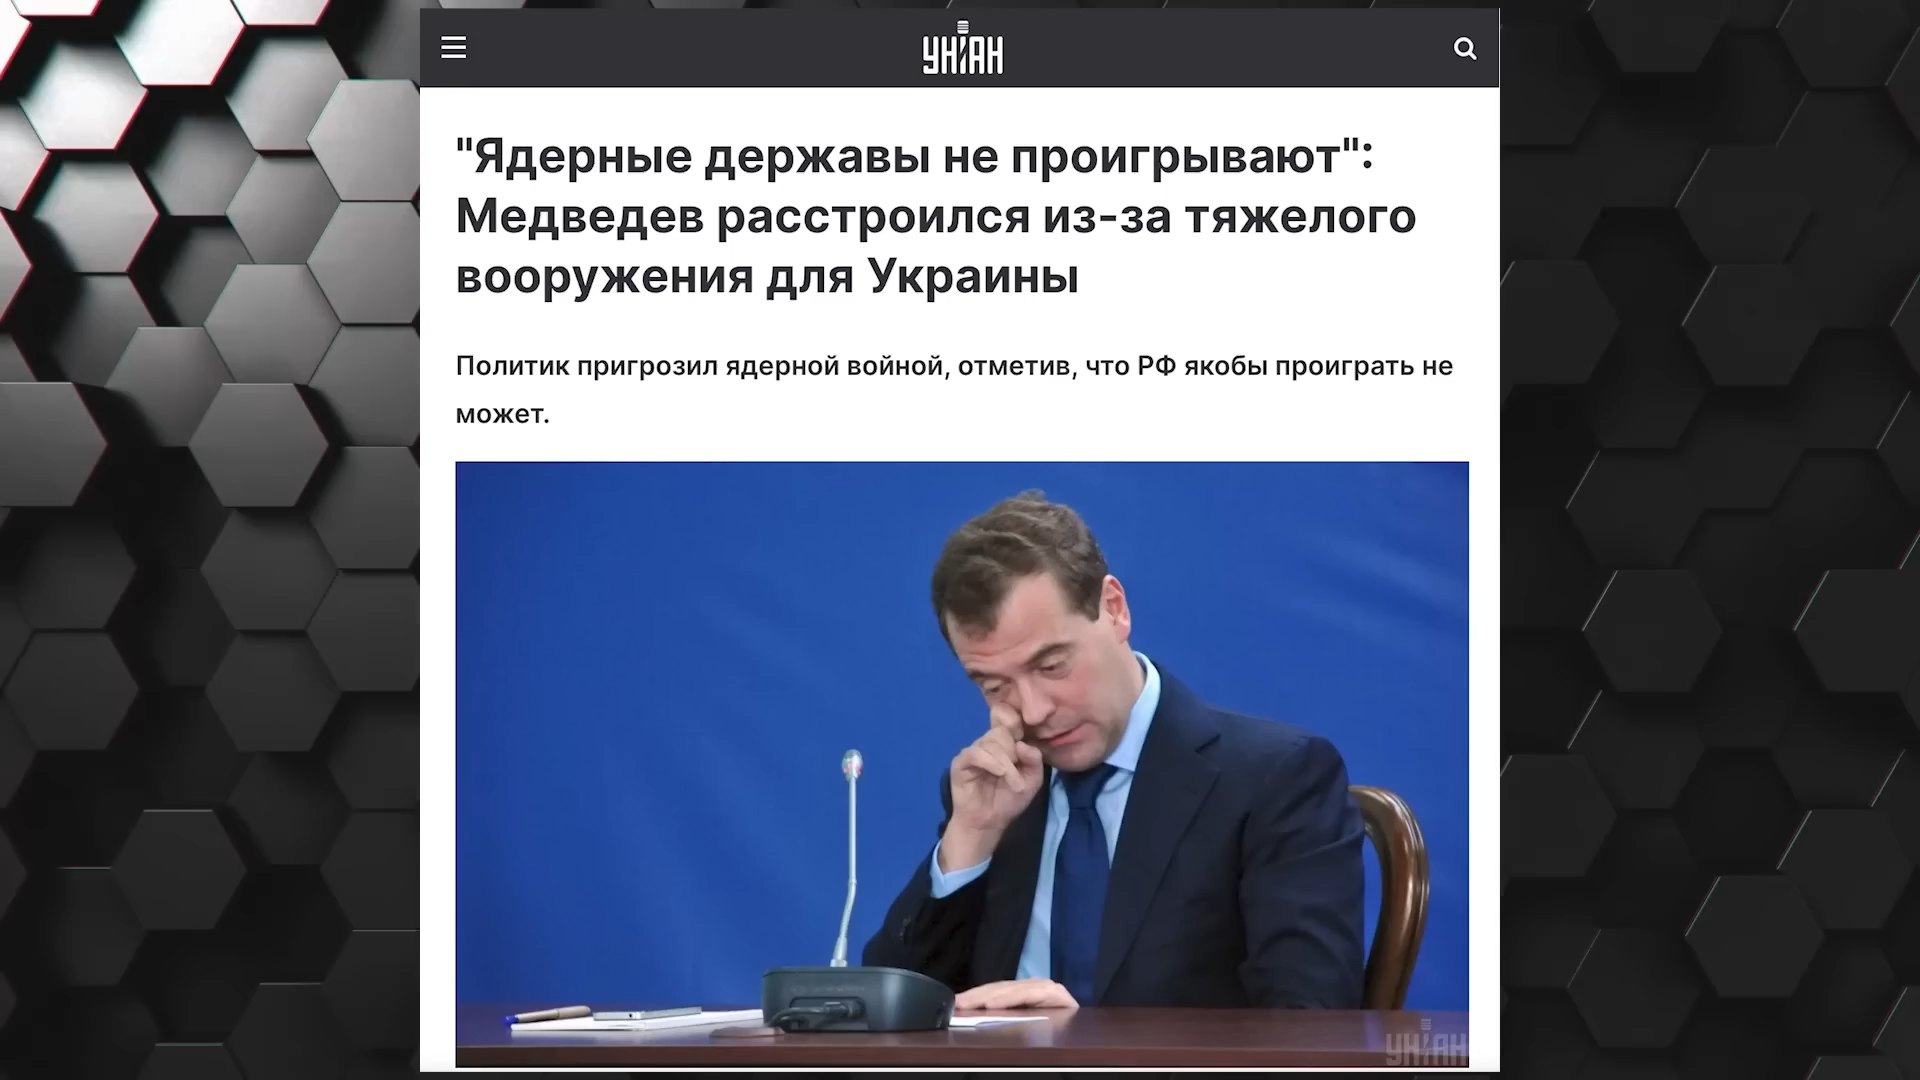 УНІАН
"Ядерные державы не проигрывают":
Медведев расстроился из-за тяжелого
вооружения для Украины
Политик пригрозил ядерной войной, отметив, что РФ якобы проиграть не
может.
УНІАН